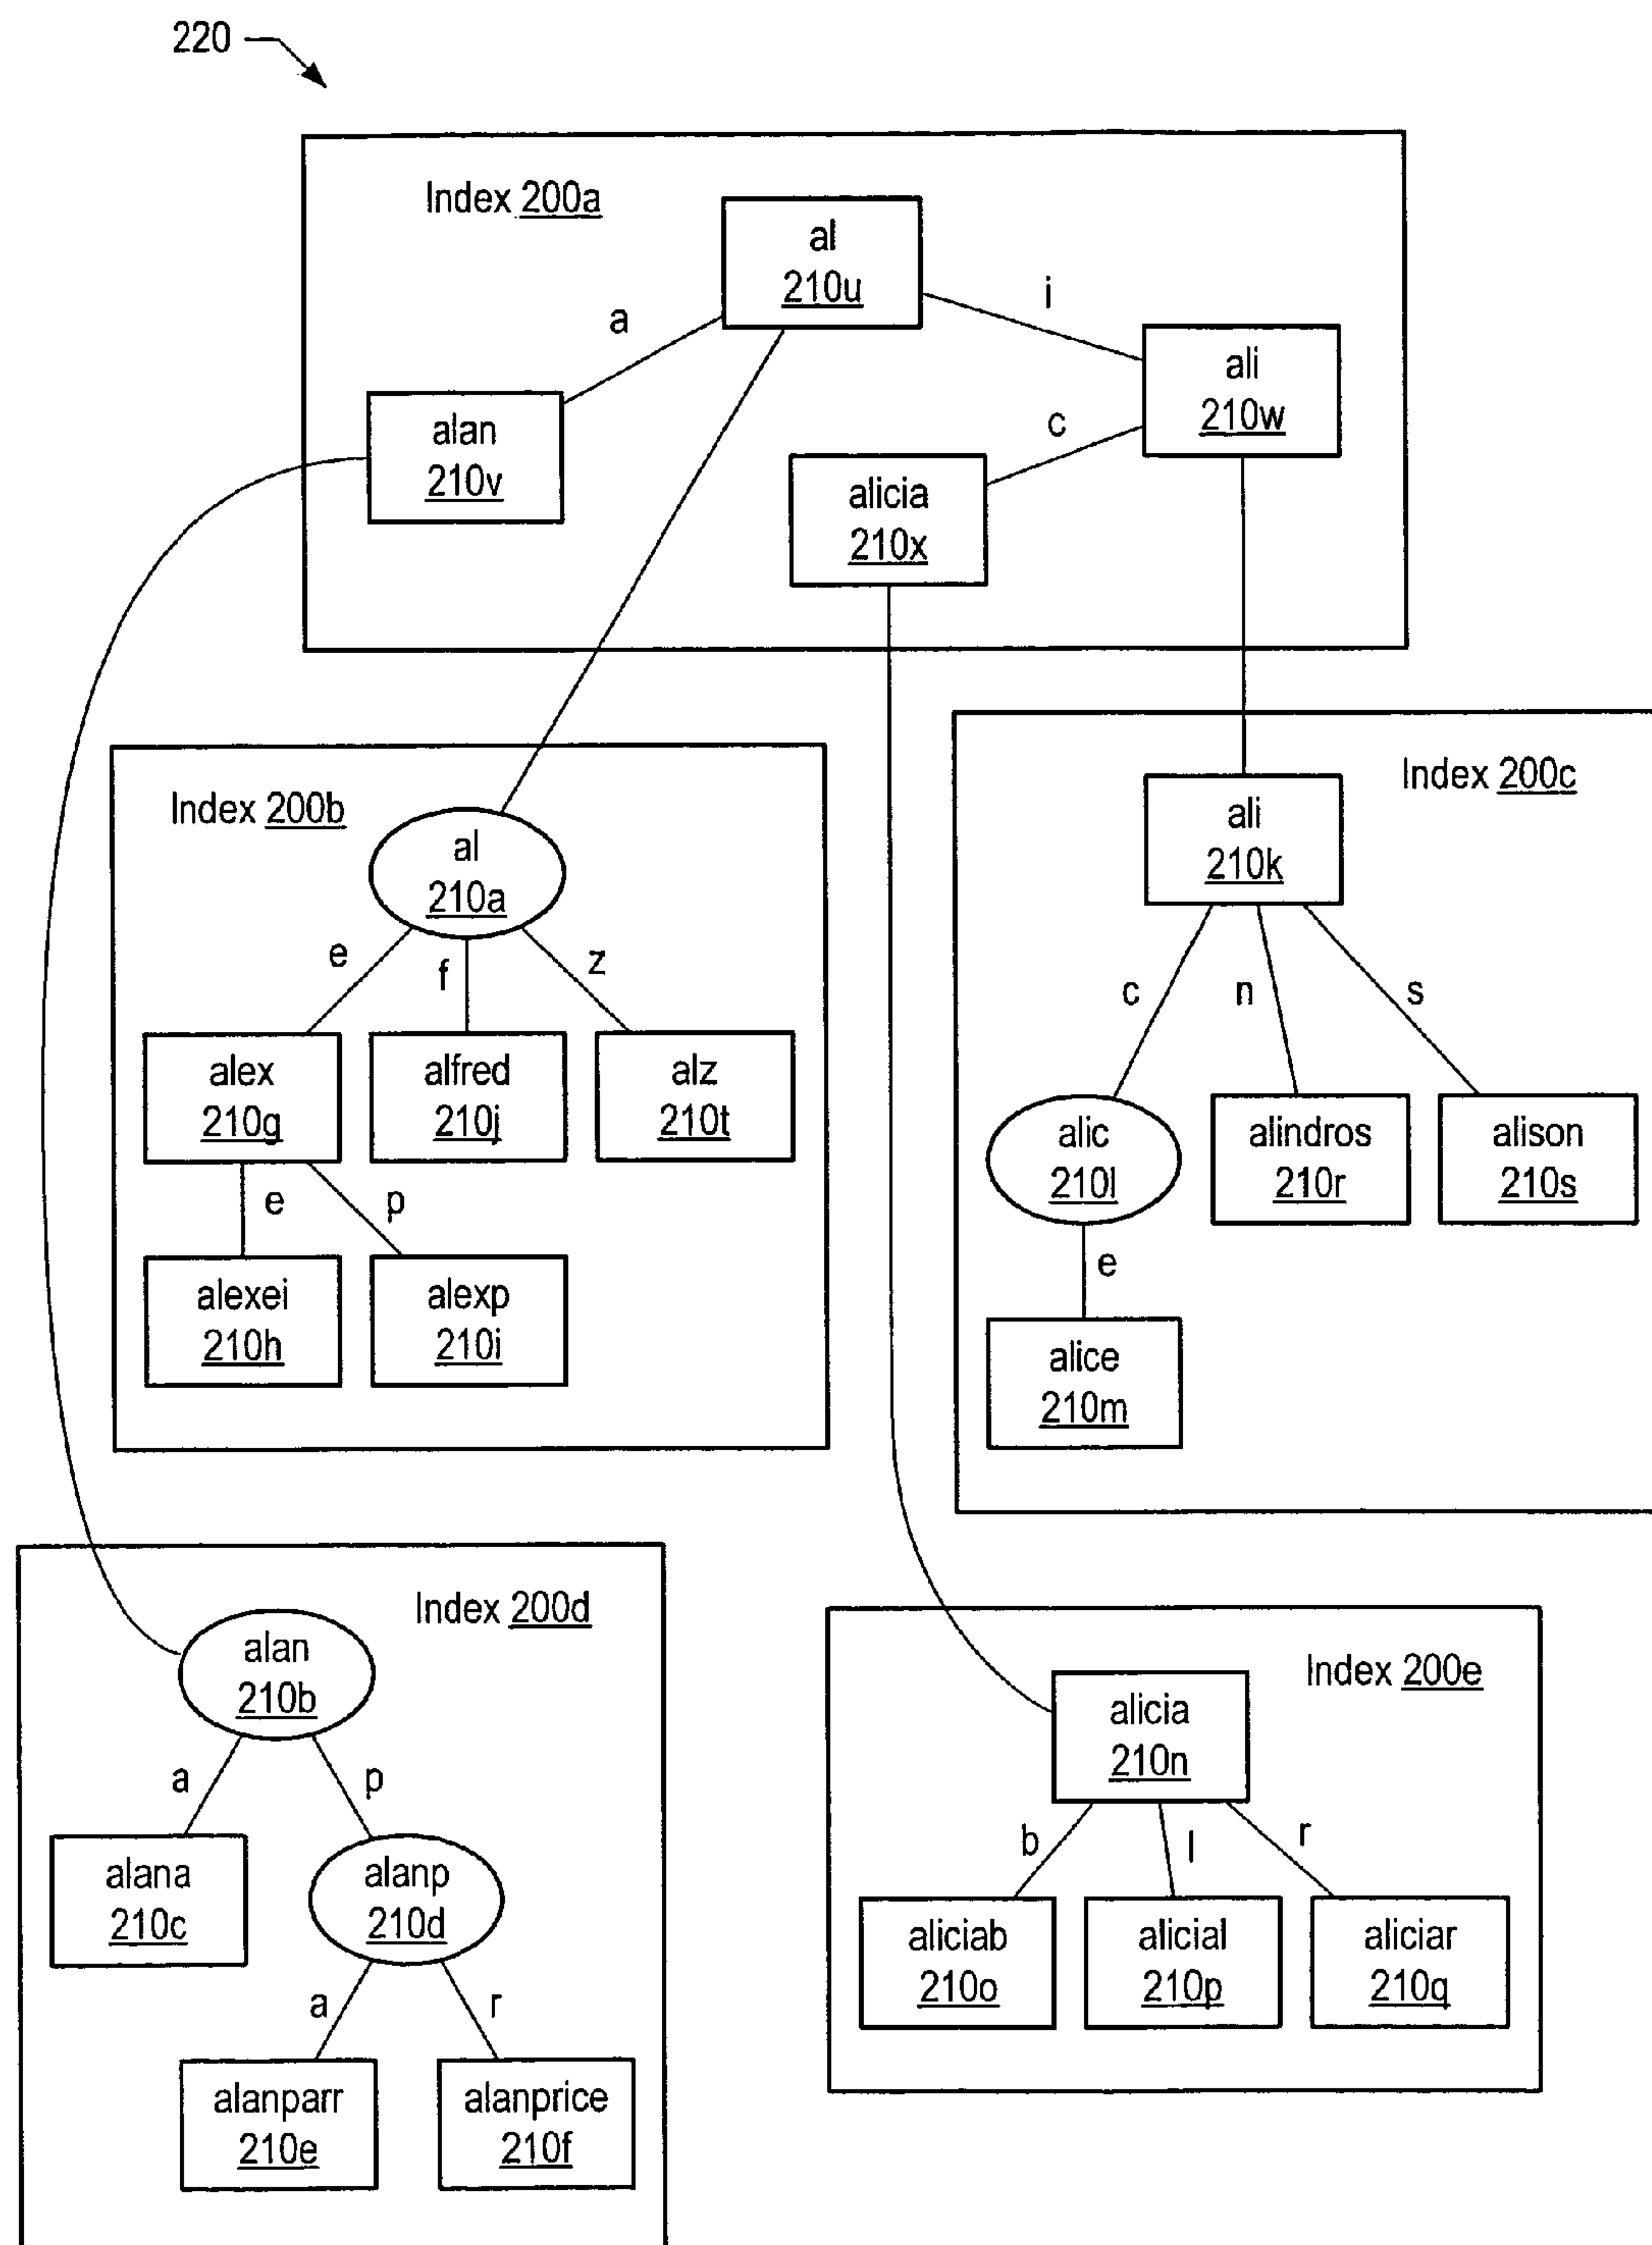 220
Index 200a
al
210u
a
i
alan
210v
ali
210w
c
alicia
210x
Index 200b
al
210a
e
f
z
alex
210g
alfred
210j
alz
210t
e
p
alexei
210h
alexp
210i
Index 200c
ali
210k
c
n
s
alic
210l
alindros
210r
alison
210s
e
alice
210m
Index 200d
alan
210b
a
p
alana
210c
alanp
210d
a
r
alanparr
210e
alanprice
210f
Index 200e
alicia
210n
b
l
r
aliciab
210o
alicial
210p
aliciar
210q